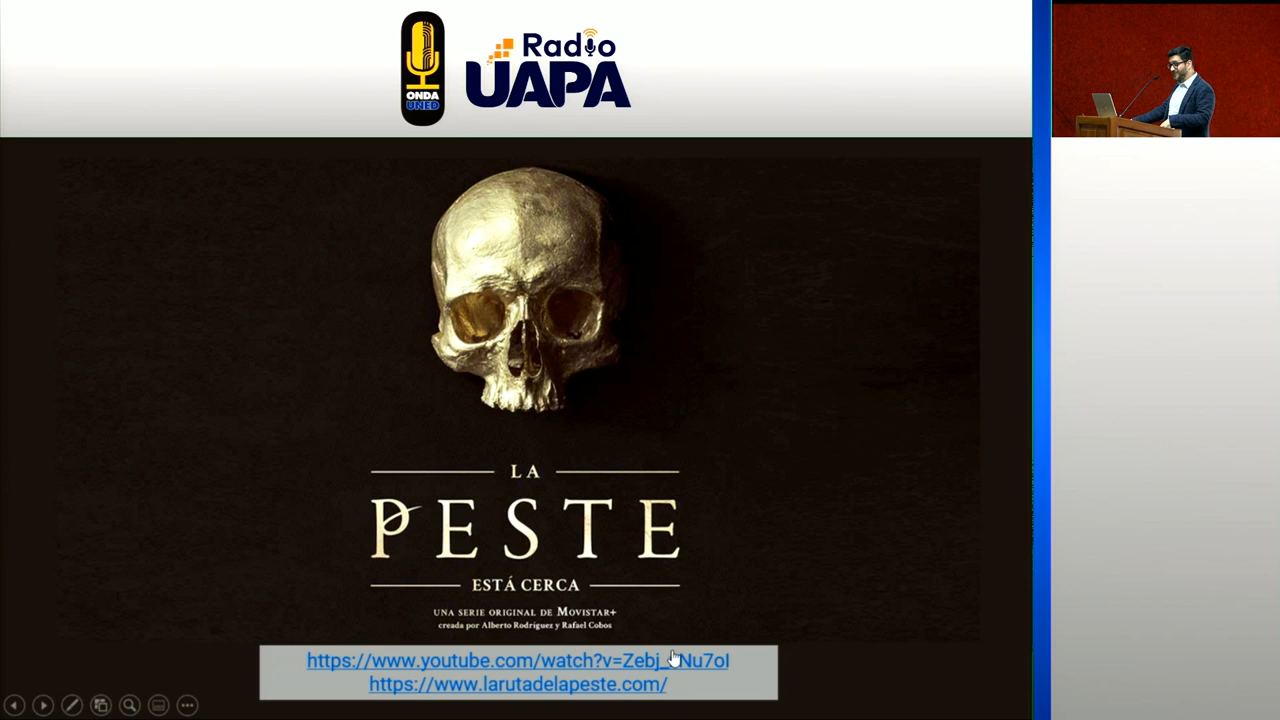 ONDA
UNED
Radio
UAPA
LA
PESTE
ESTÁ CERCA
UNA SERIE ORIGINAL DE MOVISTAR+
creada por Alberto Rodríguez y Rafael Cobos
https://www.larutadelapeste.com/